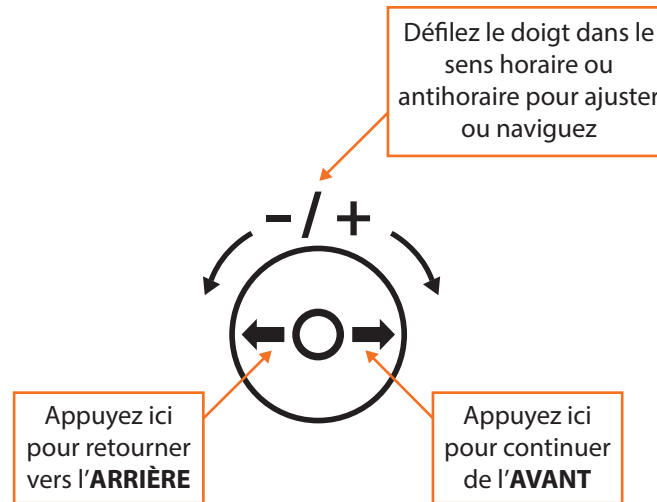 Défilez le doigt dans le
sens horaire ou
antihoraire pour ajuster
ou naviguez
- / +
Appuyez ici
pour retourner
vers l'ARRIÈRE
Appuyez ici
pour continuer
de l'AVANT